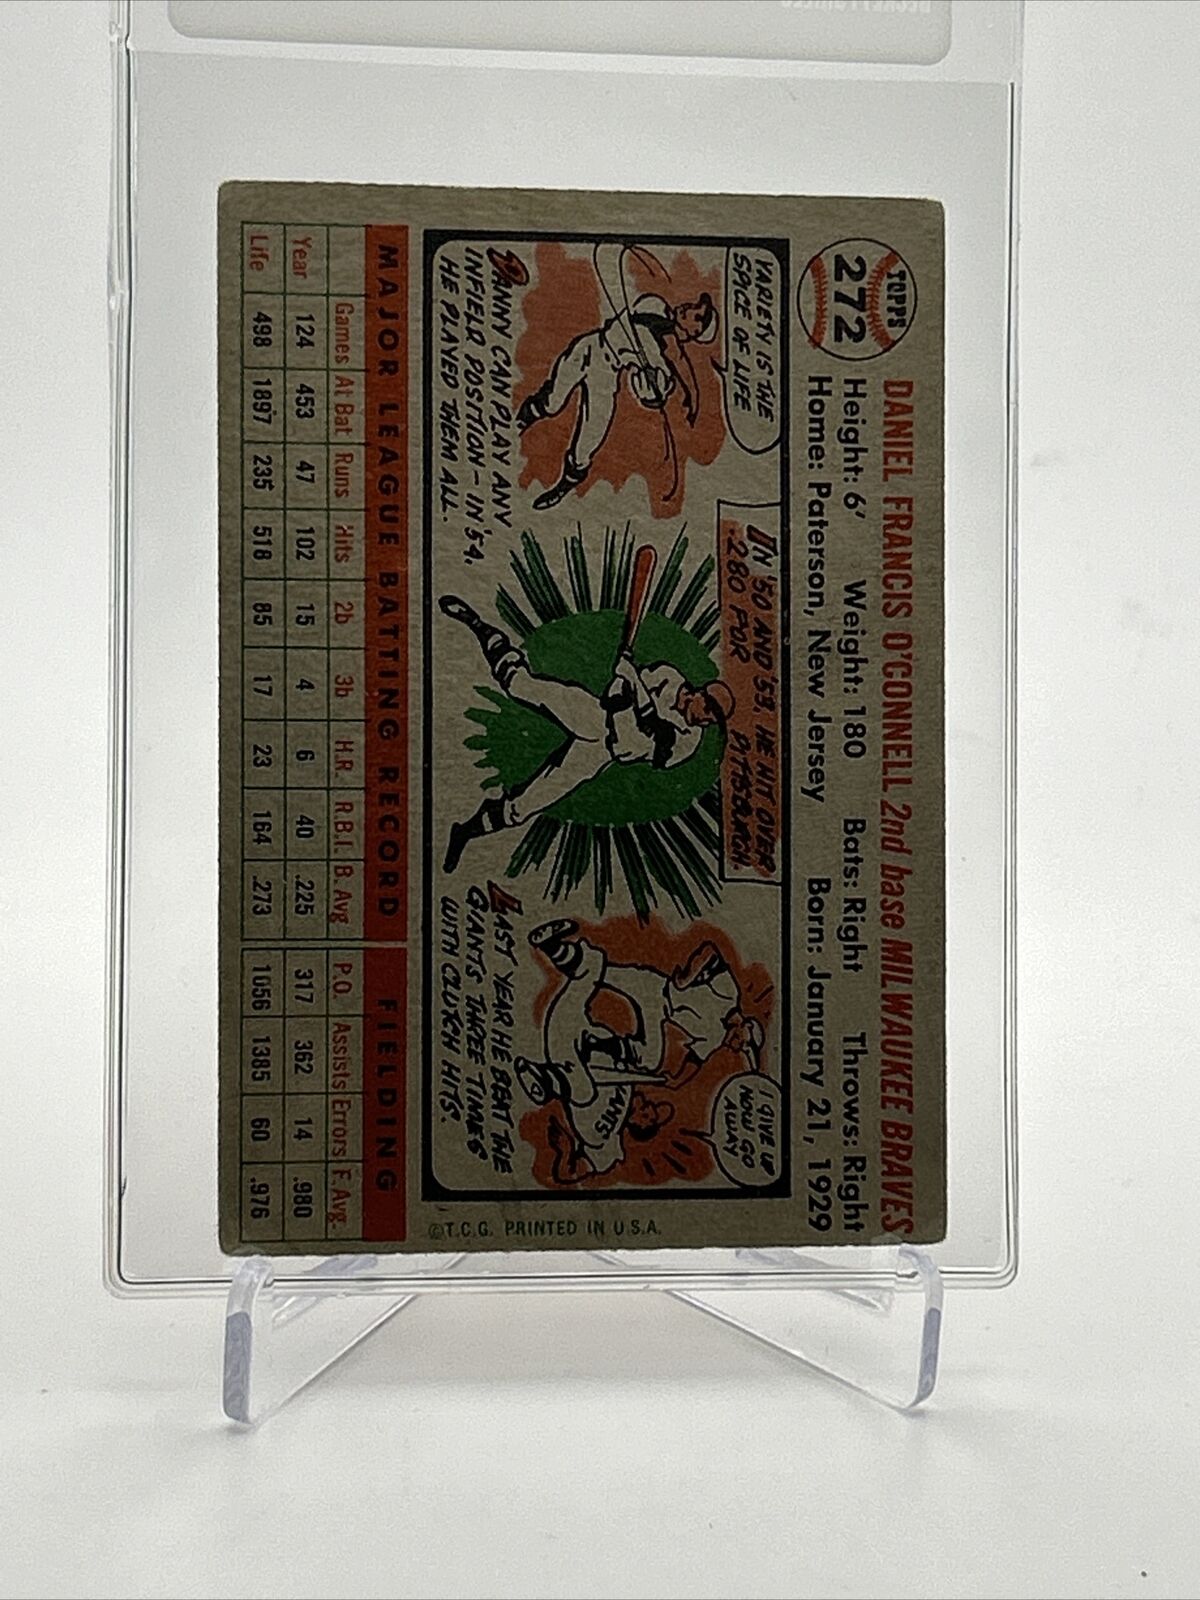 TOPPS
272
DANIEL FRANCIS O'CONNELL 2nd base MILWAUKEE BRAVES
Height: 6' Weight: 180 Bats: Right Throws: Right
Home: Paterson, New Jersey Born: January 21, 1929
VARIETY IS THE
SPICE OF LIFE
DANNY CAN PLAY ANY
INFIELD POSITION - IN '54,
HE PLAYED THEM ALL.
IN '50 AND '53, HE HIT OVER
.280 FOR PITTSBURGH.
I GIVE UP
NOW GO
AWAY
GIANTS
LAST YEAR HE BEAT THE
GIANTS THREE TIMES
WITH CLUTCH HITS.
©T.C.G. PRINTED IN U.S.A.
MAJOR LEAGUE BATTING RECORD FIELDING
Games At Bat Runs Hits 2b 3b H.R. R.B.I. B. Avg P.O. Assists Errors F. Avg.
Year 124 453 47 102 15 4 6 40 .225 317 362 14 .980
Life 498 1897 235 518 85 17 23 164 .273 1056 1385 60 .976